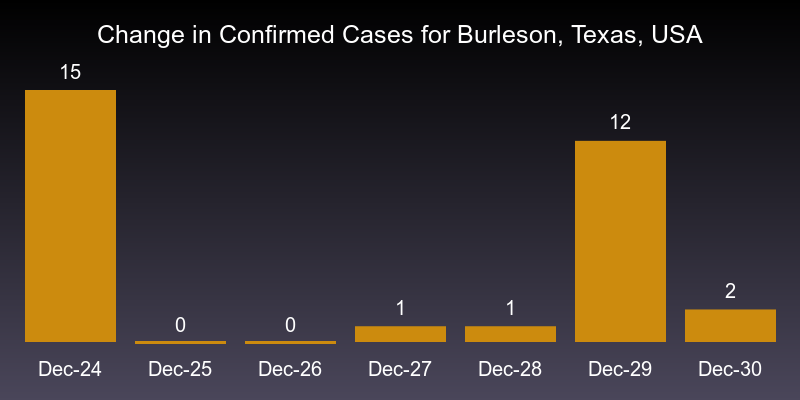 Change in Confirmed Cases for Burleson, Texas, USA
15
0
0
1
1
12
2
Dec-24
Dec-25
Dec-26
Dec-27
Dec-28
Dec-29
Dec-30